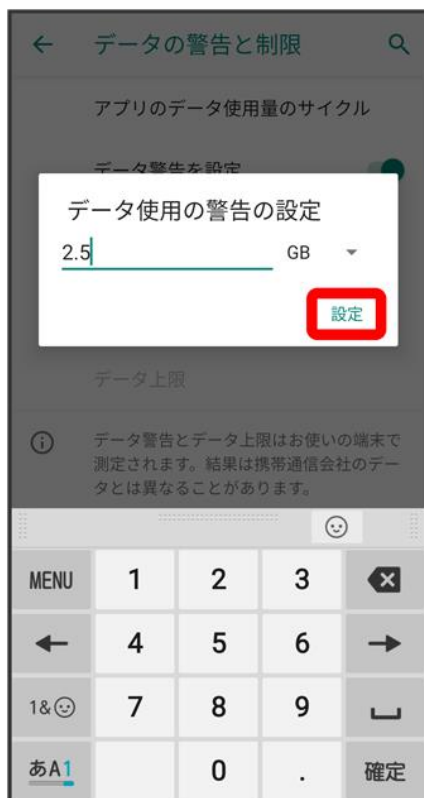 データの警告と制限
アプリのデータ使用量のサイクル
データ警告を設定
データ使用の警告の設定
2.5 GB
設定
データ上限
データ警告とデータ上限はお使いの端末で
測定されます。結果は携帯通信会社のデー
タとは異なることがあります。
MENU 1 2 3
4 5 6
1& 7 8 9
あA1 0 . 確定